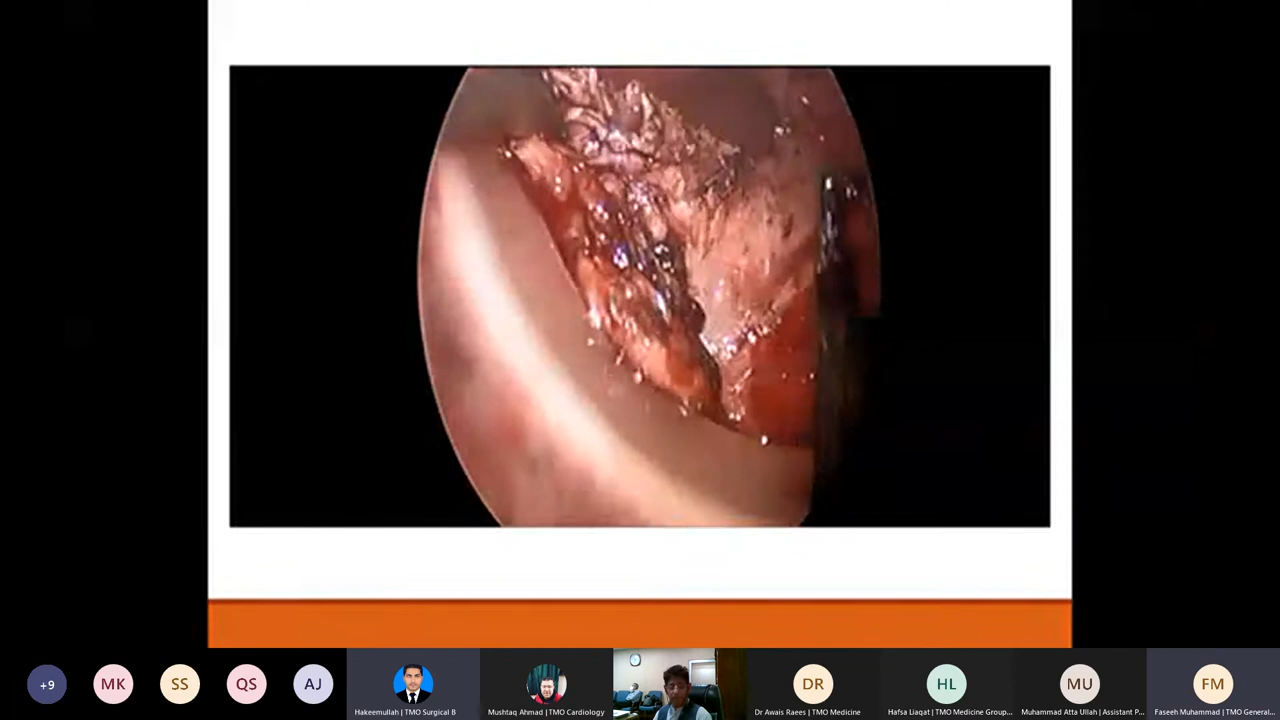 +9
MK
SS
QS
AJ
Hakeemullah | TMO Surgical B
Mushtaq Ahmad | TMO Cardiology
DR
Dr Awais Raees | TMO Medicine
HL
Hafsa Liaqat | TMO Medicine Group...
MU
Muhammad Atta Ullah | Assistant P...
FM
Faseeh Muhammad | TMO General...